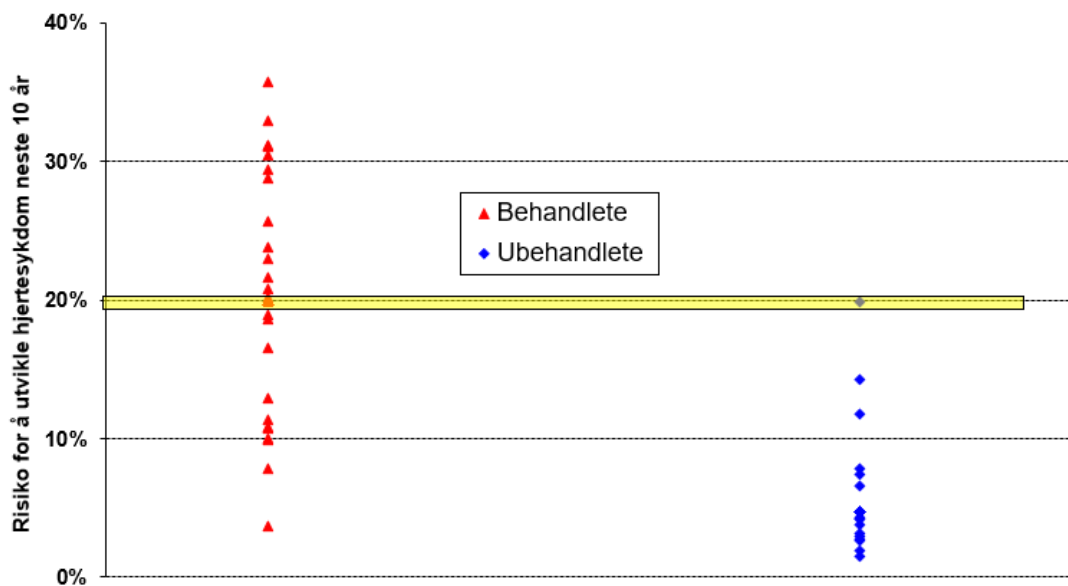 40%
30%
20%
10%
0%
Risiko for å utvikle hjertesykdom neste 10 år
Behandlete
Ubehandlete